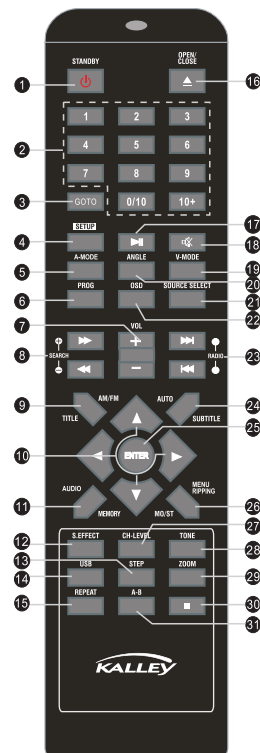 STANDBY
OPEN/
CLOSE
1
16
1 2 3
2
4 5 6
7 8 9
3
GOTO 0/10 10+
17
SETUP
4
18
A-MODE ANGLE V-MODE
5
19
20
PROG OSD SOURCE SELECT
6
21
22
VOL
7
+
8
SEARCH
RADIO
23
−
AM/FM AUTO
9
24
TITLE SUBTITLE
25
10
ENTER
AUDIO
MENU
RIPPING
11
26
MEMORY MO/ST
27
S.EFFECT CH-LEVEL TONE
12
28
13
USB STEP ZOOM
14
29
REPEAT A-B
15
30
31
KALLEY